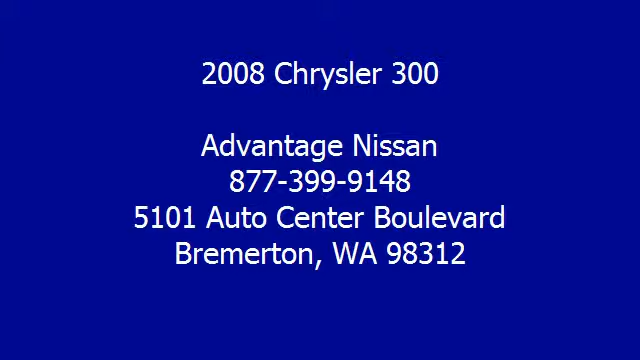 2008 Chrysler 300
Advantage Nissan
877-399-9148
5101 Auto Center Boulevard
Bremerton, WA 98312